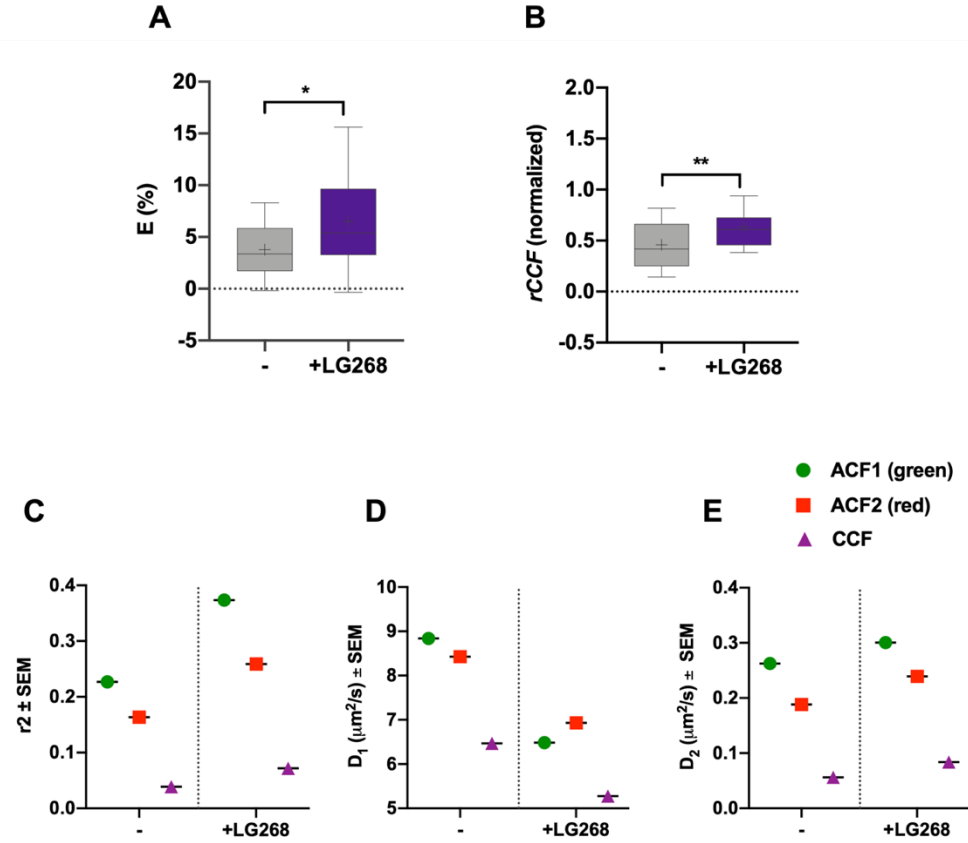 A
20
15
10
5
0
-5
E (%)
*
-
+LG268
B
2.0
1.5
1.0
0.5
0.0
-0.5
rCCF (normalized)
**
-
+LG268
ACF1 (green)
ACF2 (red)
CCF
C
0.4
0.3
0.2
0.1
0.0
r2 ± SEM
-
+LG268
D
10
9
8
7
6
5
D₁ (μm²/s) ± SEM
-
+LG268
E
0.4
0.3
0.2
0.1
0.0
D₂ (μm²/s) ± SEM
-
+LG268